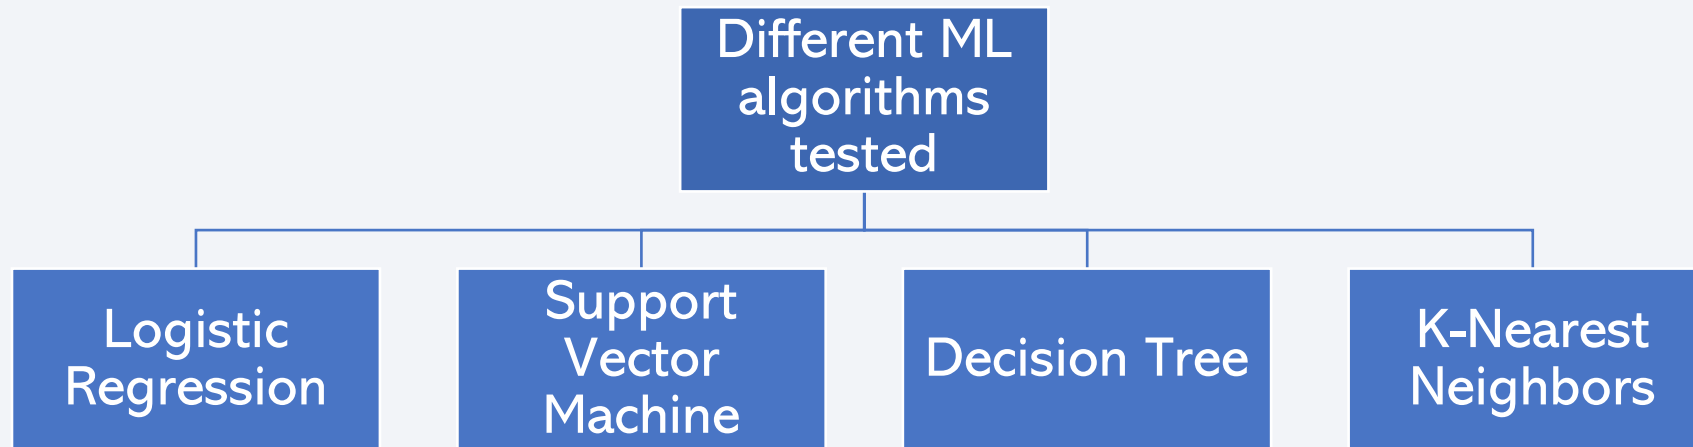 Different ML
algorithms
tested
Logistic
Regression
Support
Vector
Machine
Decision Tree
K-Nearest
Neighbors